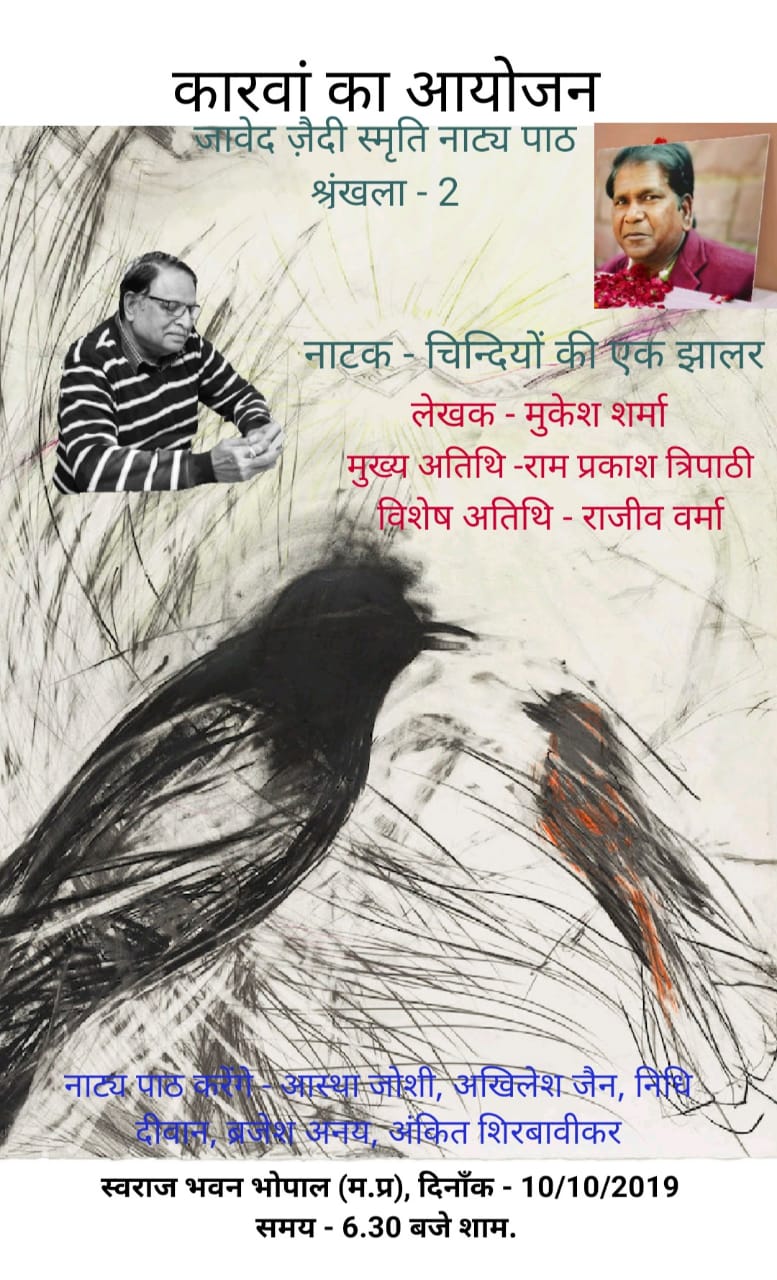 कारवां का आयोजन
जावेद ज़ैदी स्मृति नाट्य पाठ
श्रंखला - 2
नाटक - चिन्दियों की एक झालर
लेखक - मुकेश शर्मा
मुख्य अतिथि -राम प्रकाश त्रिपाठी
विशेष अतिथि - राजीव वर्मा
नाट्य पाठ करेंगे - आस्था जोशी, अखिलेश जैन, निधि
दीवान, ब्रजेश अनय, अंकित शिरबावीकर
स्वराज भवन भोपाल (म.प्र), दिनाँक - 10/10/2019
समय - 6.30 बजे शाम.